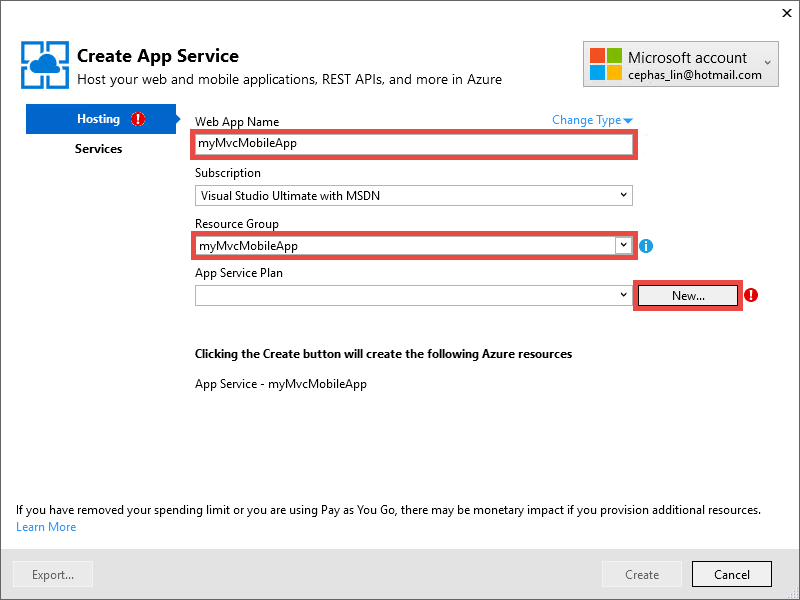 Create App Service
Host your web and mobile applications, REST APIs, and more in Azure
Microsoft account
cephas_lin@hotmail.com
Hosting
Services
Web App Name
Change Type
myMvcMobileApp
Subscription
Visual Studio Ultimate with MSDN
Resource Group
myMvcMobileApp
App Service Plan
New...
Clicking the Create button will create the following Azure resources
App Service - myMvcMobileApp
If you have removed your spending limit or you are using Pay as You Go, there may be monetary impact if you provision additional resources.
Learn More
Export...
Create
Cancel